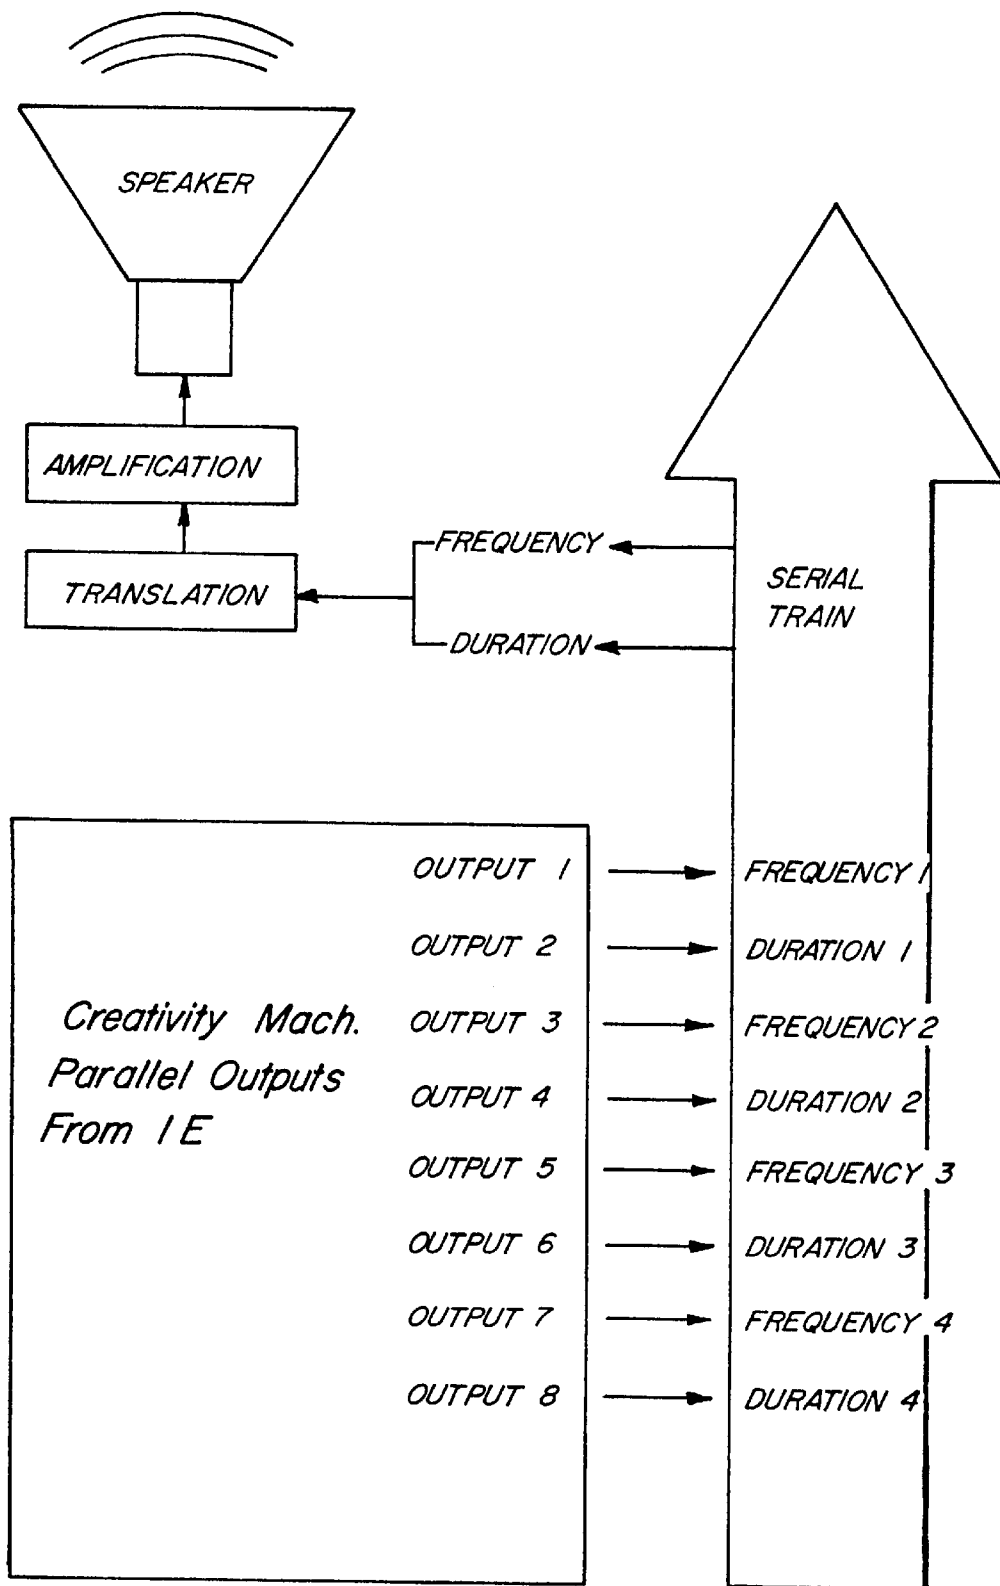 SPEAKER
AMPLIFICATION
TRANSLATION
FREQUENCY
DURATION
SERIAL
TRAIN
Creativity Mach.
Parallel Outputs
From IE
OUTPUT 1 FREQUENCY 1
OUTPUT 2 DURATION 1
OUTPUT 3 FREQUENCY 2
OUTPUT 4 DURATION 2
OUTPUT 5 FREQUENCY 3
OUTPUT 6 DURATION 3
OUTPUT 7 FREQUENCY 4
OUTPUT 8 DURATION 4